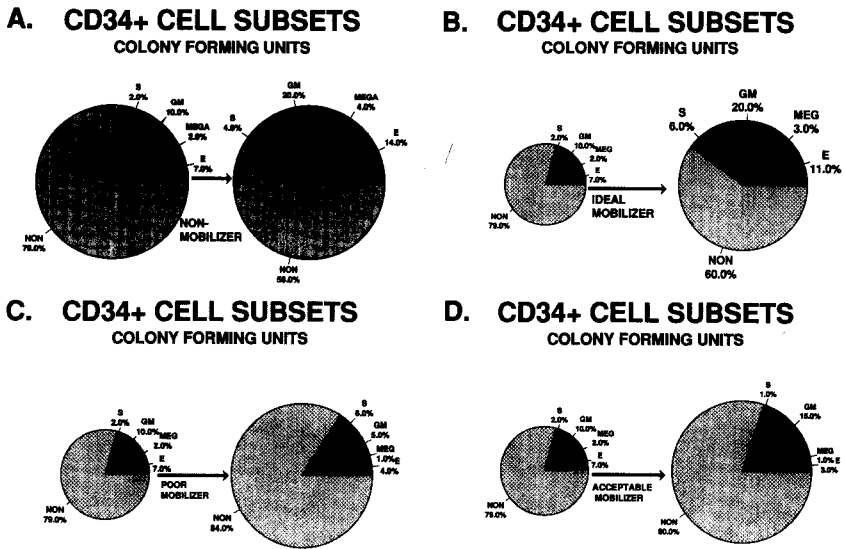 A. CD34+ CELL SUBSETS
COLONY FORMING UNITS
S
2.0%
GM
10.0%
MEGA
2.0%
E
7.0%
NON
79.0%
NON-
MOBILIZER
S
4.0%
GM
20.0%
MEGA
4.0%
E
14.0%
NON
58.0%
B. CD34+ CELL SUBSETS
COLONY FORMING UNITS
S
2.0%
GM
10.0%
MEG
2.0%
E
7.0%
NON
79.0%
IDEAL
MOBILIZER
S
6.0%
GM
20.0%
MEG
3.0%
E
11.0%
NON
60.0%
C. CD34+ CELL SUBSETS
COLONY FORMING UNITS
S
2.0%
GM
10.0%
MEG
2.0%
E
7.0%
NON
79.0%
POOR
MOBILIZER
S
GM
5.0%
MEG
1.0%
E
4.0%
NON
84.0%
D. CD34+ CELL SUBSETS
COLONY FORMING UNITS
S
2.0%
GM
10.0%
MEG
2.0%
E
7.0%
NON
79.0%
ACCEPTABLE
MOBILIZER
S
1.0%
GM
15.0%
MEG
1.0%
E
3.0%
NON
80.0%